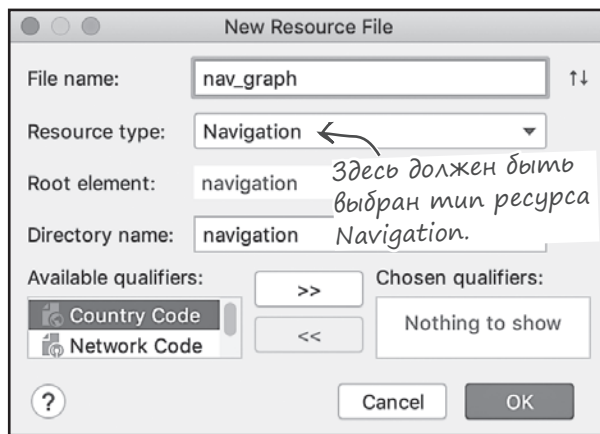 New Resource File
File name:
nav_graph
Resource type:
Navigation
Здесь должен быть
выбран тип ресурса
Navigation.
Root element:
navigation
Directory name:
navigation
Available qualifiers:
Country Code
Network Code
>>
<<
Chosen qualifiers:
Nothing to show
?
Cancel
OK